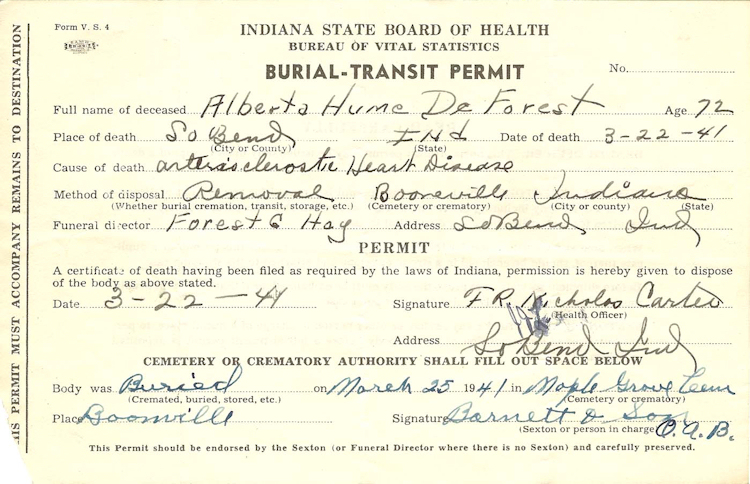 Form V. S. 4
INDIANA STATE BOARD OF HEALTH
BUREAU OF VITAL STATISTICS
BURIAL-TRANSIT PERMIT No.
Full name of deceased Alberta Hume De Forest Age 72
Place of death So Bend Ind Date of death 3-22-41
(City or County) (State)
Cause of death arteriosclerostic Heart Disease
Method of disposal Removal Booneville Indiana
(Whether burial cremation, transit, storage, etc.) (Cemetery or crematory) (City or county) (State)
Funeral director Forest G Hay Address So Bend Ind
PERMIT
A certificate of death having been filed as required by the laws of Indiana, permission is hereby given to dispose
of the body as above stated.
Date 3-22-41 Signature F R Nicholas Carter
(Health Officer)
Address So Bend Ind
CEMETERY OR CREMATORY AUTHORITY SHALL FILL OUT SPACE BELOW
Body was Buried on March 25 1941 in Maple Grove Cem
(Cremated, buried, stored, etc.) (Cemetery or crematory)
Place Boonville Signature Barnett & Son
(Sexton or person in charge) O.A.B.
This Permit should be endorsed by the Sexton (or Funeral Director where there is no Sexton) and carefully preserved.
HIS PERMIT MUST ACCOMPANY REMAINS TO DESTINATION